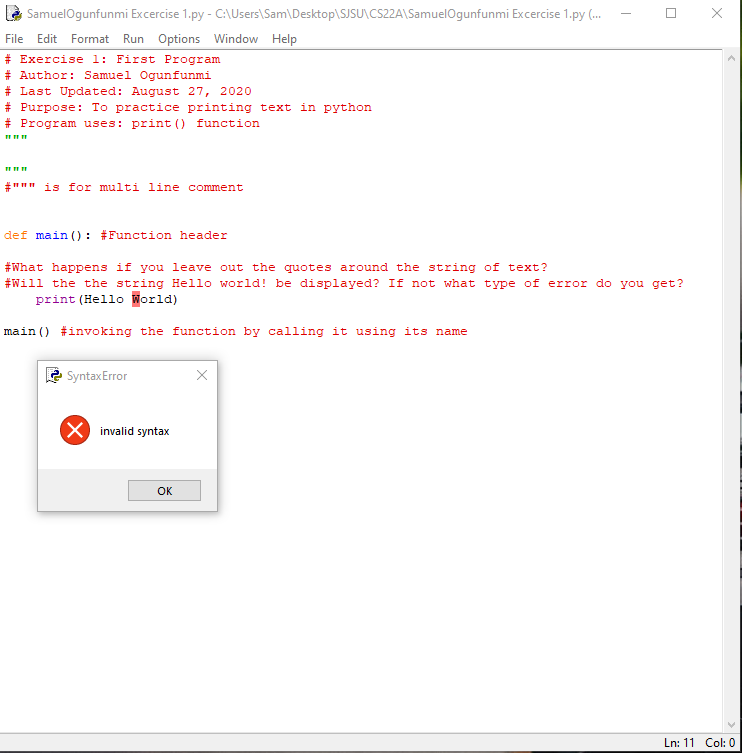 SamuelOgunfunmi Excercise 1.py - C:\Users\Sam\Desktop\SJSU\CS22A\SamuelOgunfunmi Excercise 1.py (...
File Edit Format Run Options Window Help
# Exercise 1: First Program
# Author: Samuel Ogunfunmi
# Last Updated: August 27, 2020
# Purpose: To practice printing text in python
# Program uses: print() function
"""
"""
#""" is for multi line comment
def main(): #Function header
#What happens if you leave out the quotes around the string of text?
#Will the the string Hello world! be displayed? If not what type of error do you get?
print(Hello World)
main() #invoking the function by calling it using its name
SyntaxError
invalid syntax
OK
Ln: 11 Col: 0